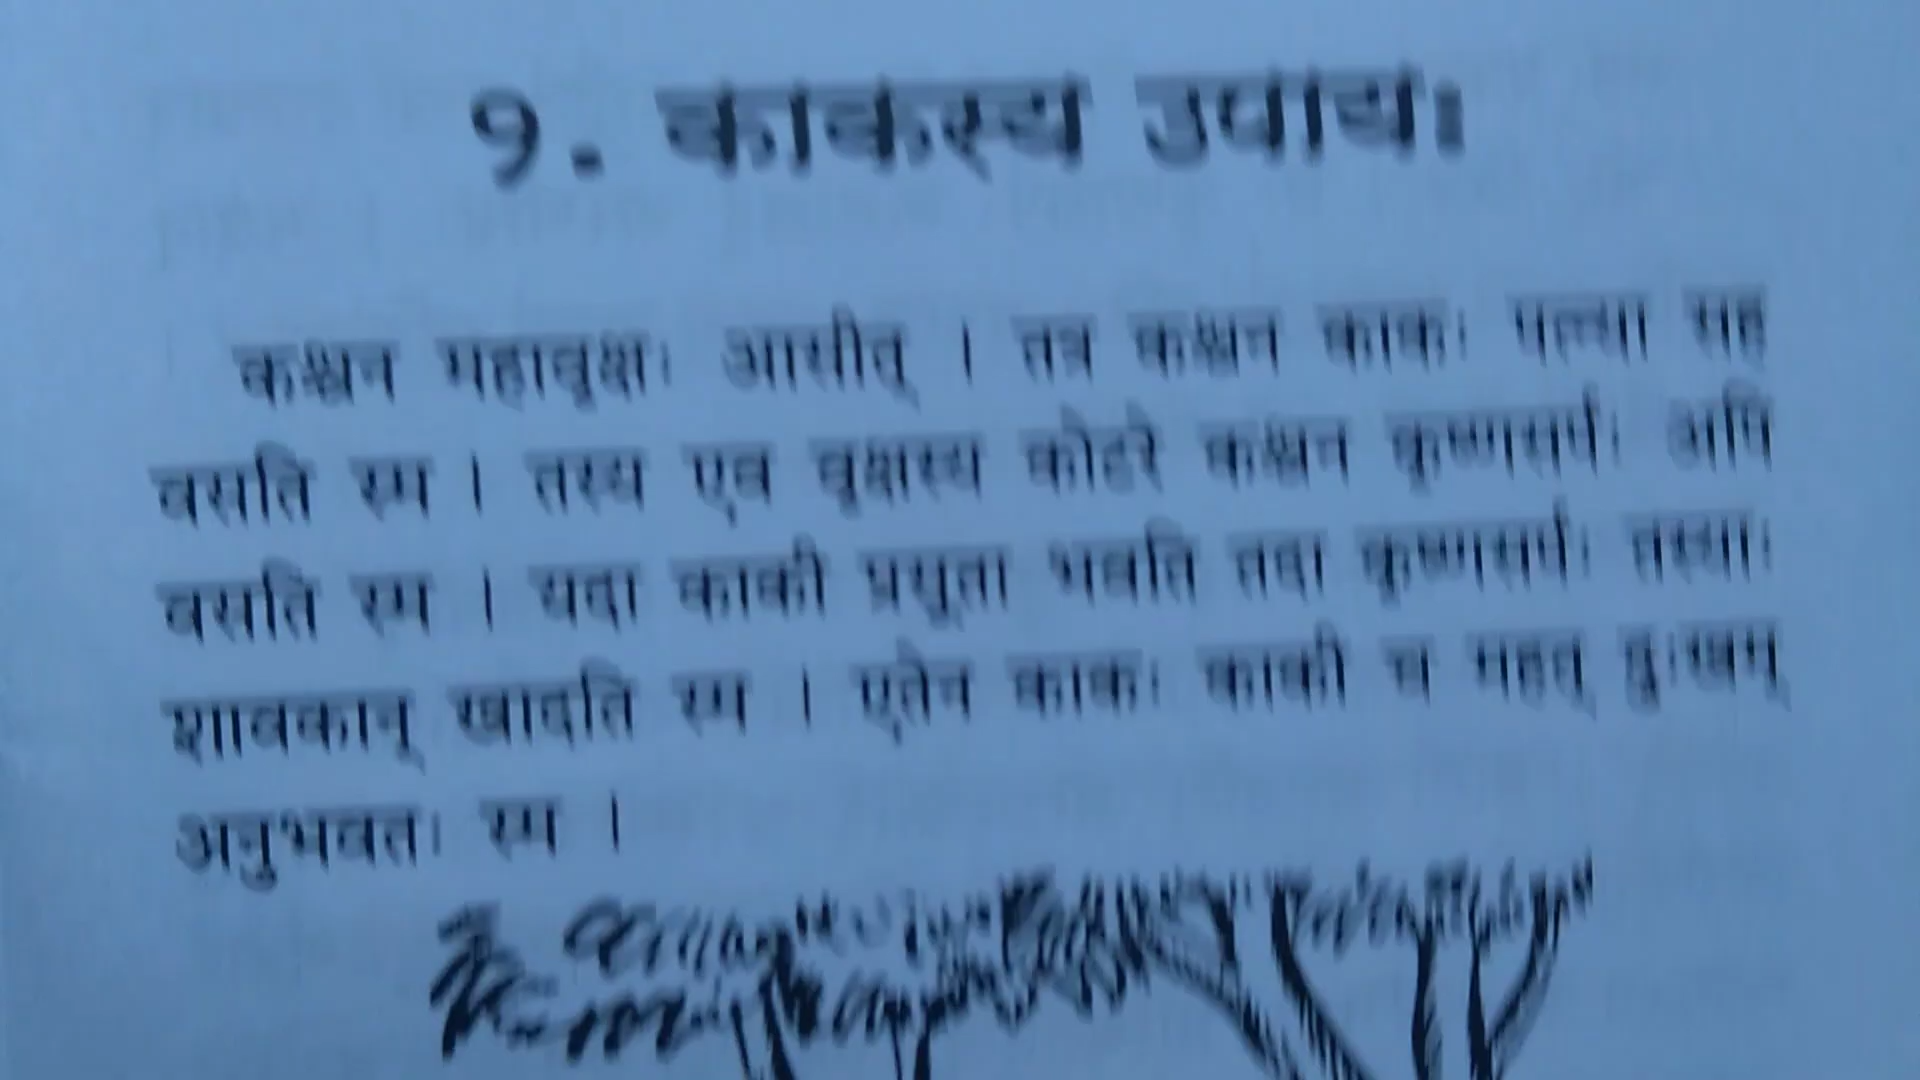 9. काकस्य उपायः
कश्चन महावृक्षः आसीत् । तत्र कश्चन काकः पत्न्या सह
वसति स्म । तस्य एव वृक्षस्य कोटरे कश्चन कृष्णसर्पः अपि
वसति स्म । यदा काकी प्रसूता भवति तदा कृष्णसर्पः तस्याः
शावकान् खादति स्म । एतेन काकः काकी च महत् दुःखम्
अनुभवतः स्म ।